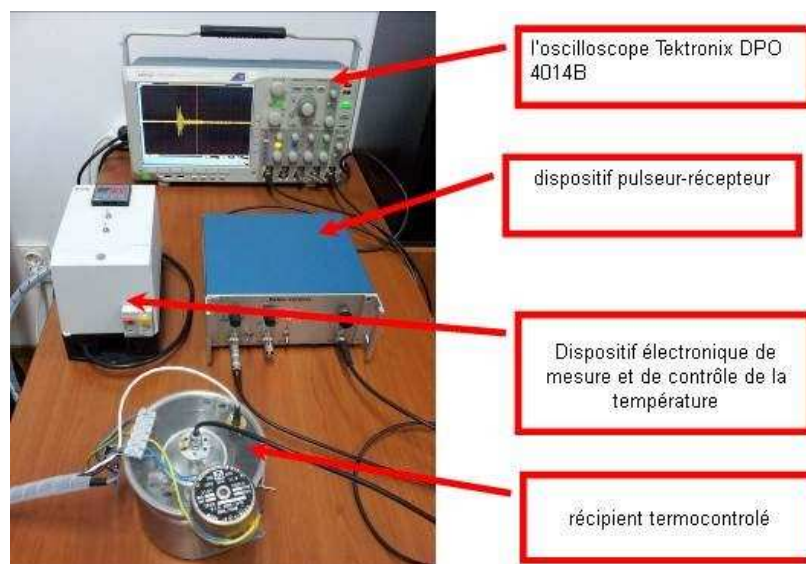 l'oscilloscope Tektronix DPO
4014B
dispositif pulseur-récepteur
Dispositif électronique de
mesure et de contrôle de la
température
récipient termocontrolé